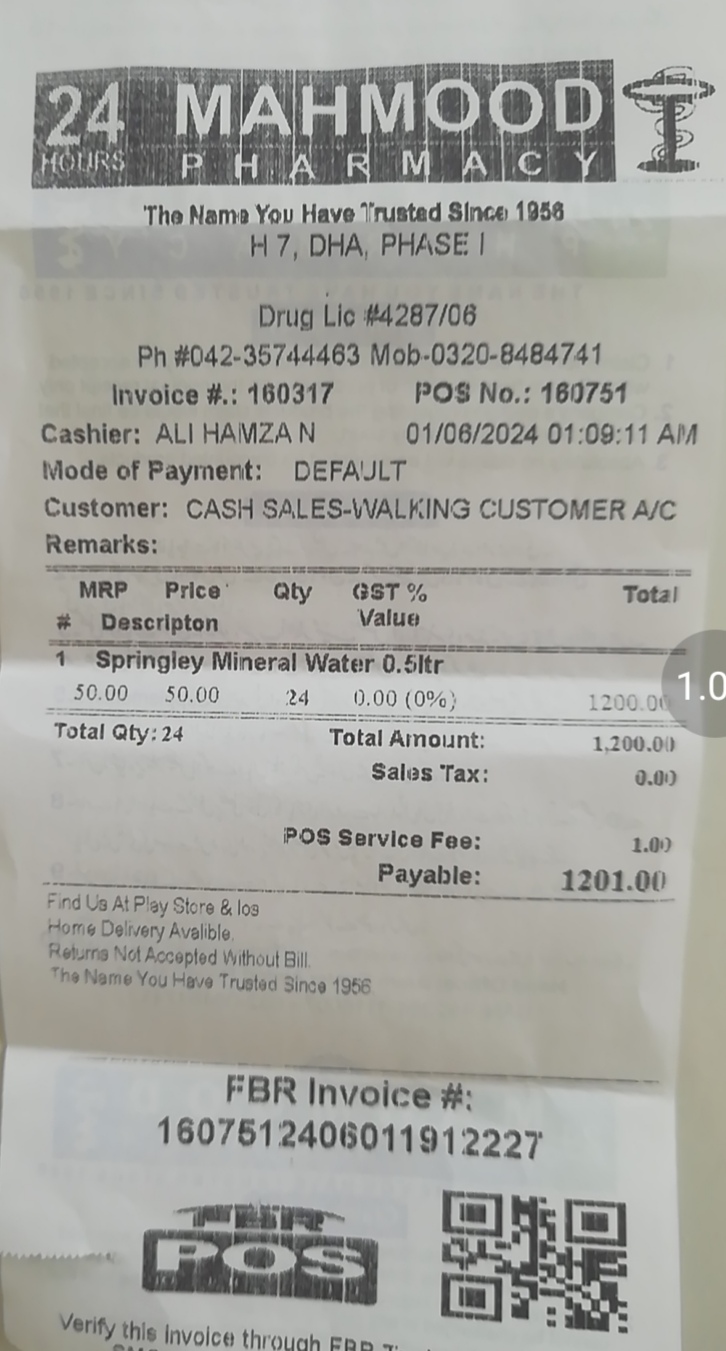 24 MAHMOOD
HOURS PHARMACY
The Name You Have Trusted Since 1956
H 7, DHA, PHASE I
Drug Lic #4287/06
Ph #042-35744463 Mob-0320-8484741
Invoice #.: 160317 POS No.: 160751
Cashier: ALI HAMZA N 01/06/2024 01:09:11 AM
Mode of Payment: DEFAULT
Customer: CASH SALES-WALKING CUSTOMER A/C
Remarks:
MRP Price Qty GST % Total
# Descripton Value
1 Springley Mineral Water 0.5ltr
50.00 50.00 24 0.00 (0%) 1200.00
Total Qty: 24 Total Amount: 1,200.00
Sales Tax: 0.00
POS Service Fee: 1.00
Payable: 1201.00
Find Us At Play Store & Ios
Home Delivery Avalible.
Returns Not Accepted Without Bill.
The Name You Have Trusted Since 1956
FBR Invoice #:
1607512406011912227
FBR
POS
Verify this invoice through FBR
1.0